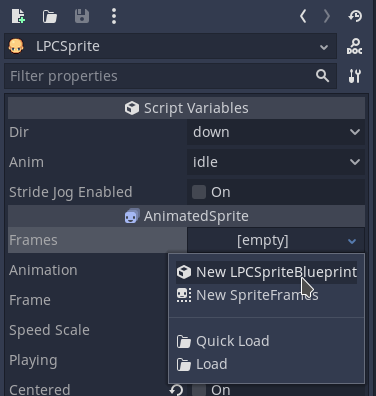 LPCSprite
DOC
Filter properties
Script Variables
Dir down
Anim idle
Stride Jog Enabled On
AnimatedSprite
Frames [empty]
New LPCSpriteBlueprint
Animation
New SpriteFrames
Frame
Speed Scale Quick Load
Playing Load
Centered On